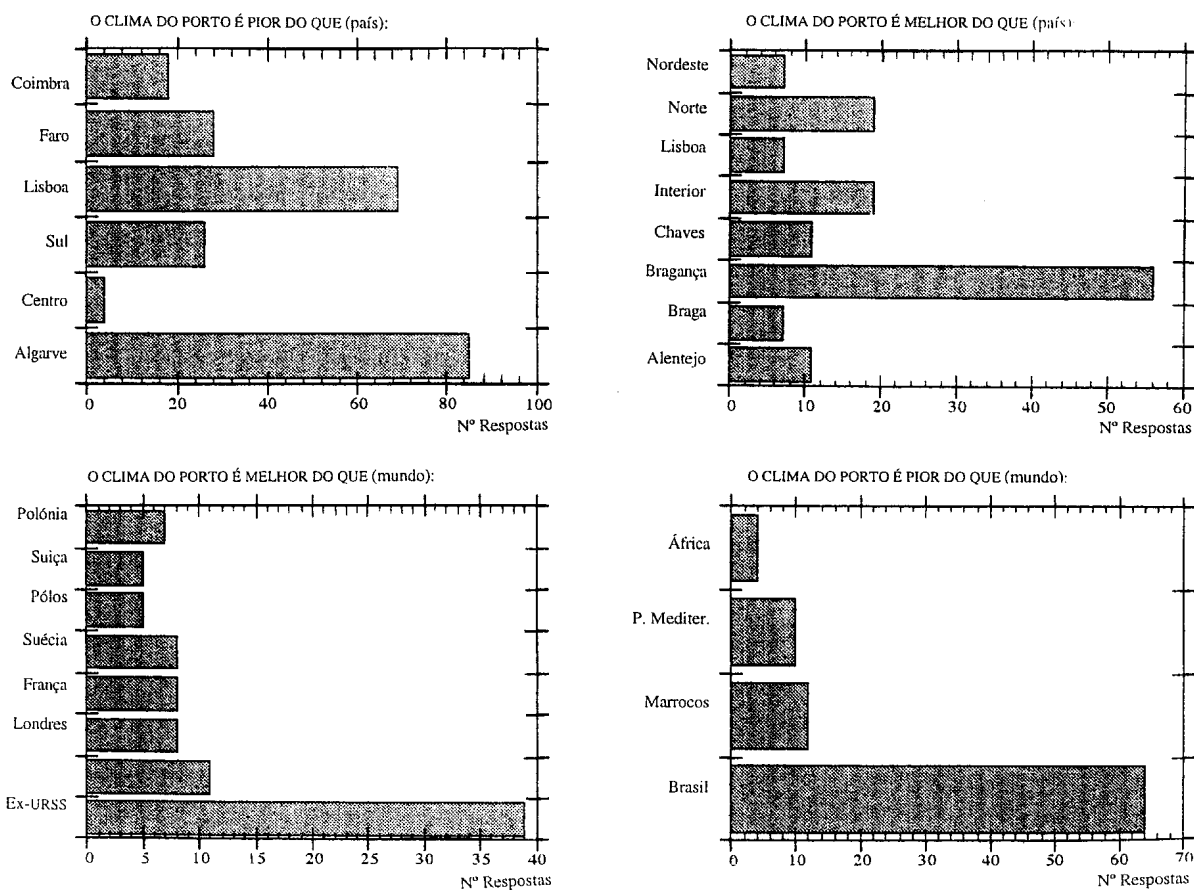 O CLIMA DO PORTO É PIOR DO QUE (país):
Coimbra
Faro
Lisboa
Sul
Centro
Algarve
0 20 40 60 80 100
Nº Respostas
O CLIMA DO PORTO É MELHOR DO QUE (país):
Nordeste
Norte
Lisboa
Interior
Chaves
Bragança
Braga
Alentejo
0 10 20 30 40 50 60
Nº Respostas
O CLIMA DO PORTO É MELHOR DO QUE (mundo):
Polónia
Suiça
Pólos
Suécia
França
Londres
Ex-URSS
0 5 10 15 20 25 30 35 40
Nº Respostas
O CLIMA DO PORTO É PIOR DO QUE (mundo):
África
P. Mediter.
Marrocos
Brasil
0 10 20 30 40 50 60 70
Nº Respostas